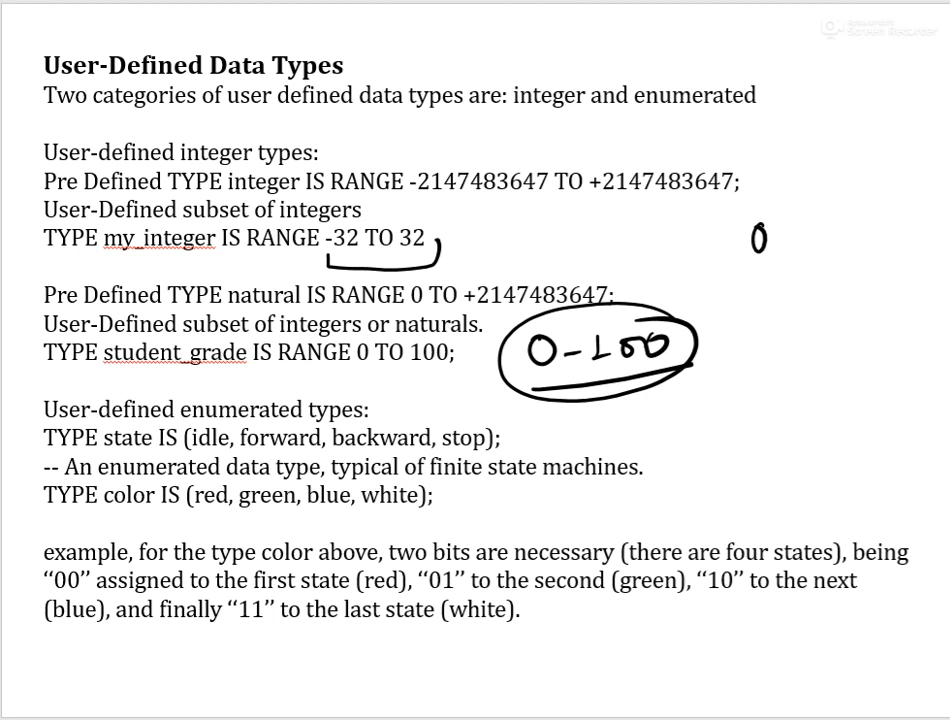 Screen Recorder
User-Defined Data Types
Two categories of user defined data types are: integer and enumerated
User-defined integer types:
Pre Defined TYPE integer IS RANGE -2147483647 TO +2147483647;
User-Defined subset of integers
TYPE my_integer IS RANGE -32 TO 32
0
Pre Defined TYPE natural IS RANGE 0 TO +2147483647;
User-Defined subset of integers or naturals.
TYPE student_grade IS RANGE 0 TO 100;
0-100
User-defined enumerated types:
TYPE state IS (idle, forward, backward, stop);
-- An enumerated data type, typical of finite state machines.
TYPE color IS (red, green, blue, white);
example, for the type color above, two bits are necessary (there are four states), being
“00” assigned to the first state (red), “01” to the second (green), “10” to the next
(blue), and finally “11” to the last state (white).